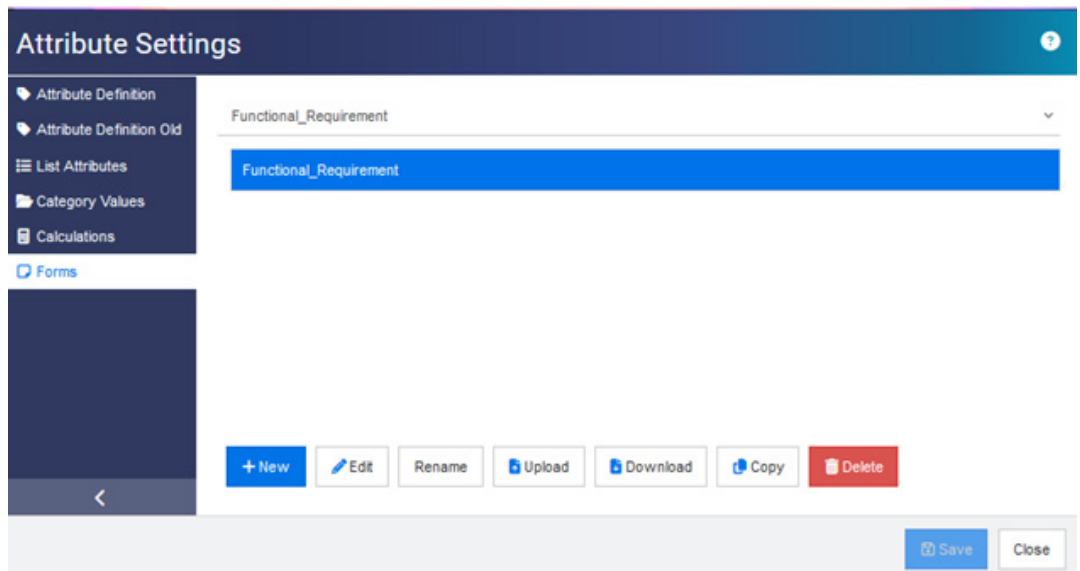 Attribute Settings
?
Attribute Definition
Attribute Definition Old
List Attributes
Category Values
Calculations
Forms
Functional_Requirement
Functional_Requirement
+ New
Edit
Rename
Upload
Download
Copy
Delete
Save
Close